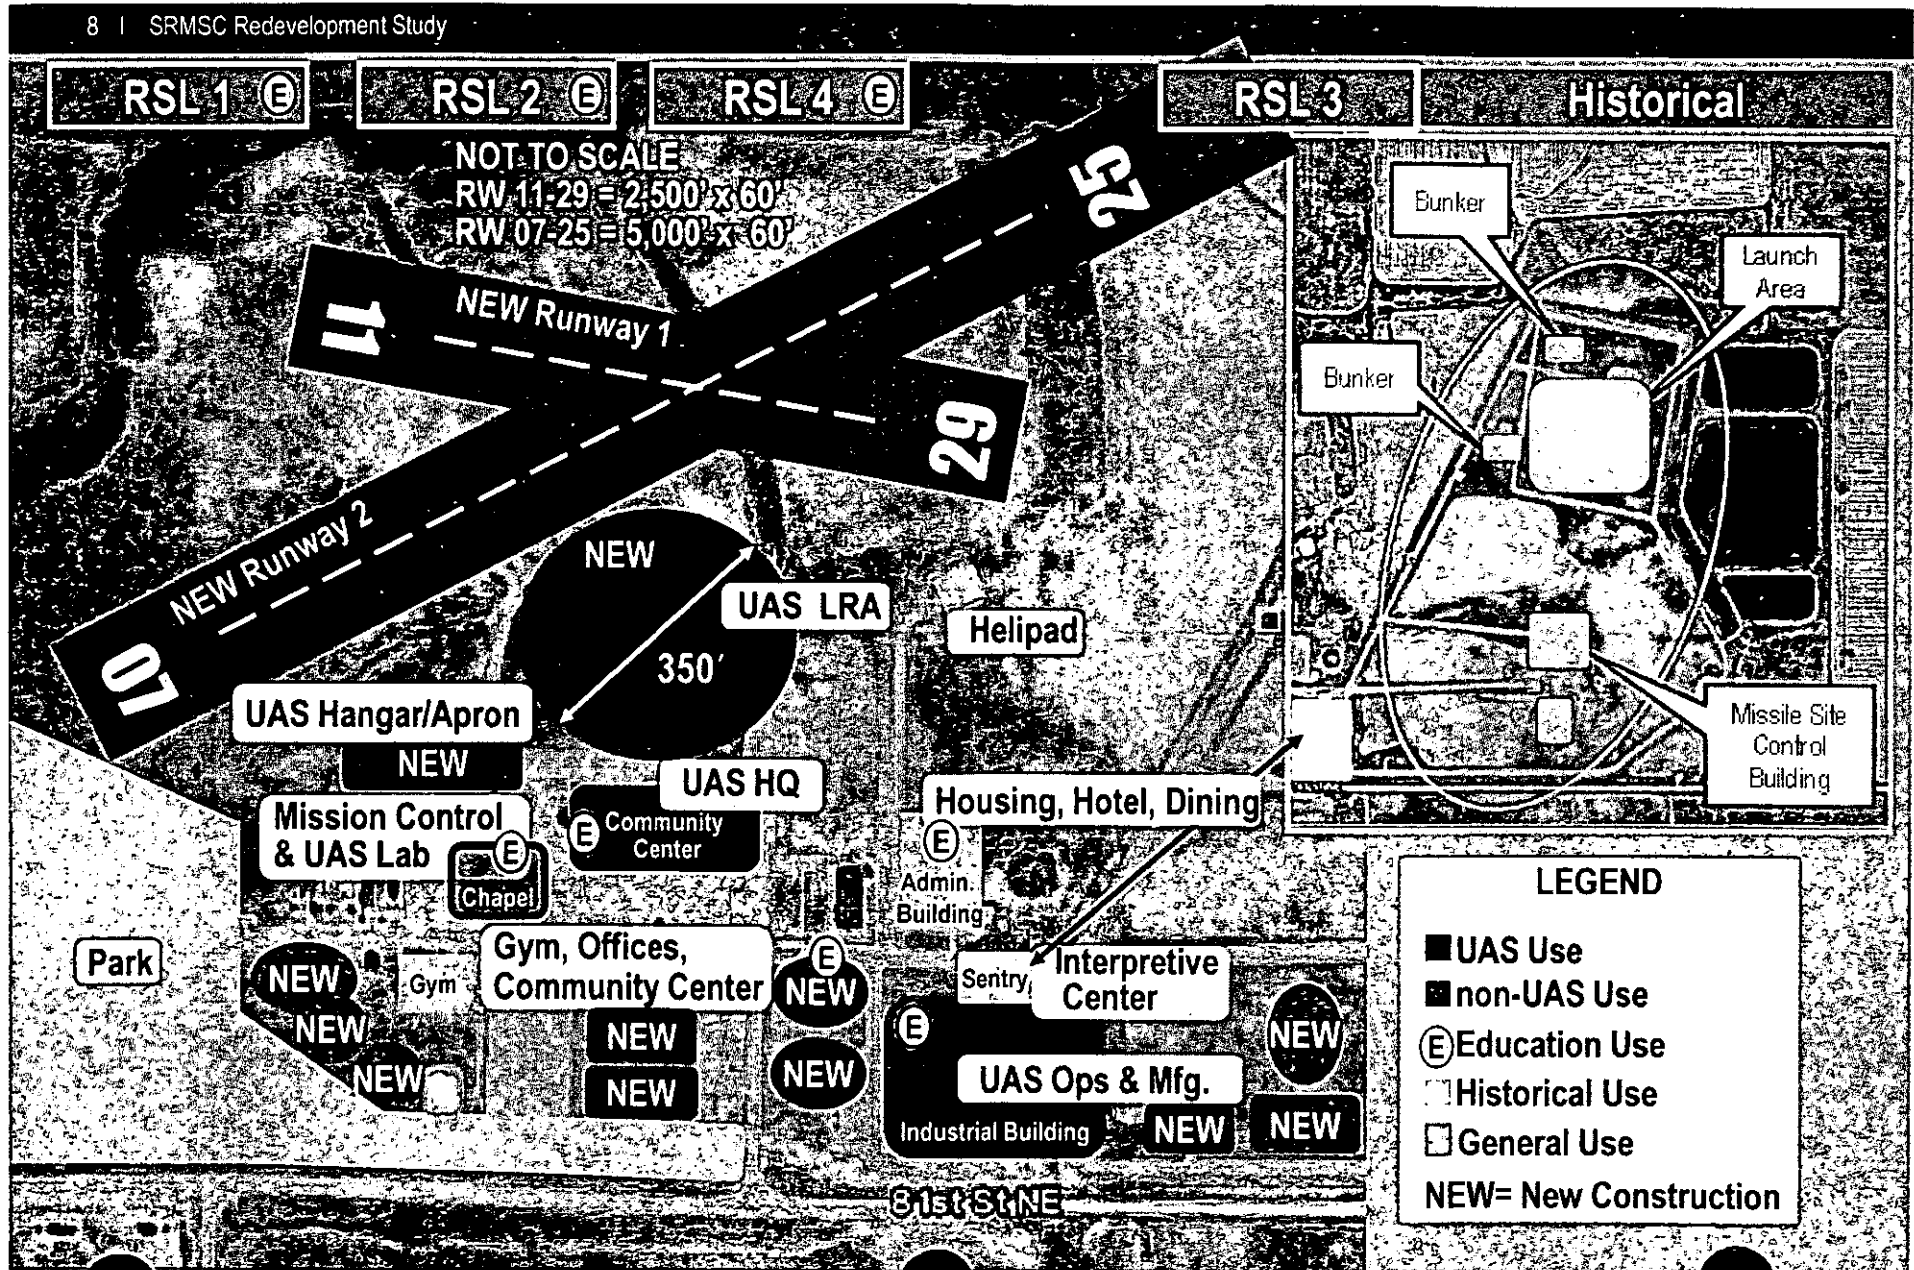 8 | SRMSC Redevelopment Study
RSL 1 E
RSL 2 E
RSL 4 E
RSL 3
Historical
NOT TO SCALE
RW 11-29 = 2,500' x 60'
RW 07-25 = 5,000' x 60'
25
11
NEW Runway 1
29
NEW Runway 2
07
NEW
UAS LRA
350'
Helipad
Bunker
Launch
Area
Bunker
Missile Site
Control
Building
UAS Hangar/Apron
NEW
UAS HQ
Mission Control
& UAS Lab
E
Chapel
E
Community
Center
Housing, Hotel, Dining
E
Admin.
Building
Park
NEW
NEW
NEW
Gym
Gym, Offices,
Community Center
NEW
NEW
E
NEW
NEW
Sentry
Interpretive
Center
E
UAS Ops & Mfg.
Industrial Building
NEW
NEW
NEW
81st St NE
LEGEND
UAS Use
non-UAS Use
E Education Use
Historical Use
General Use
NEW= New Construction